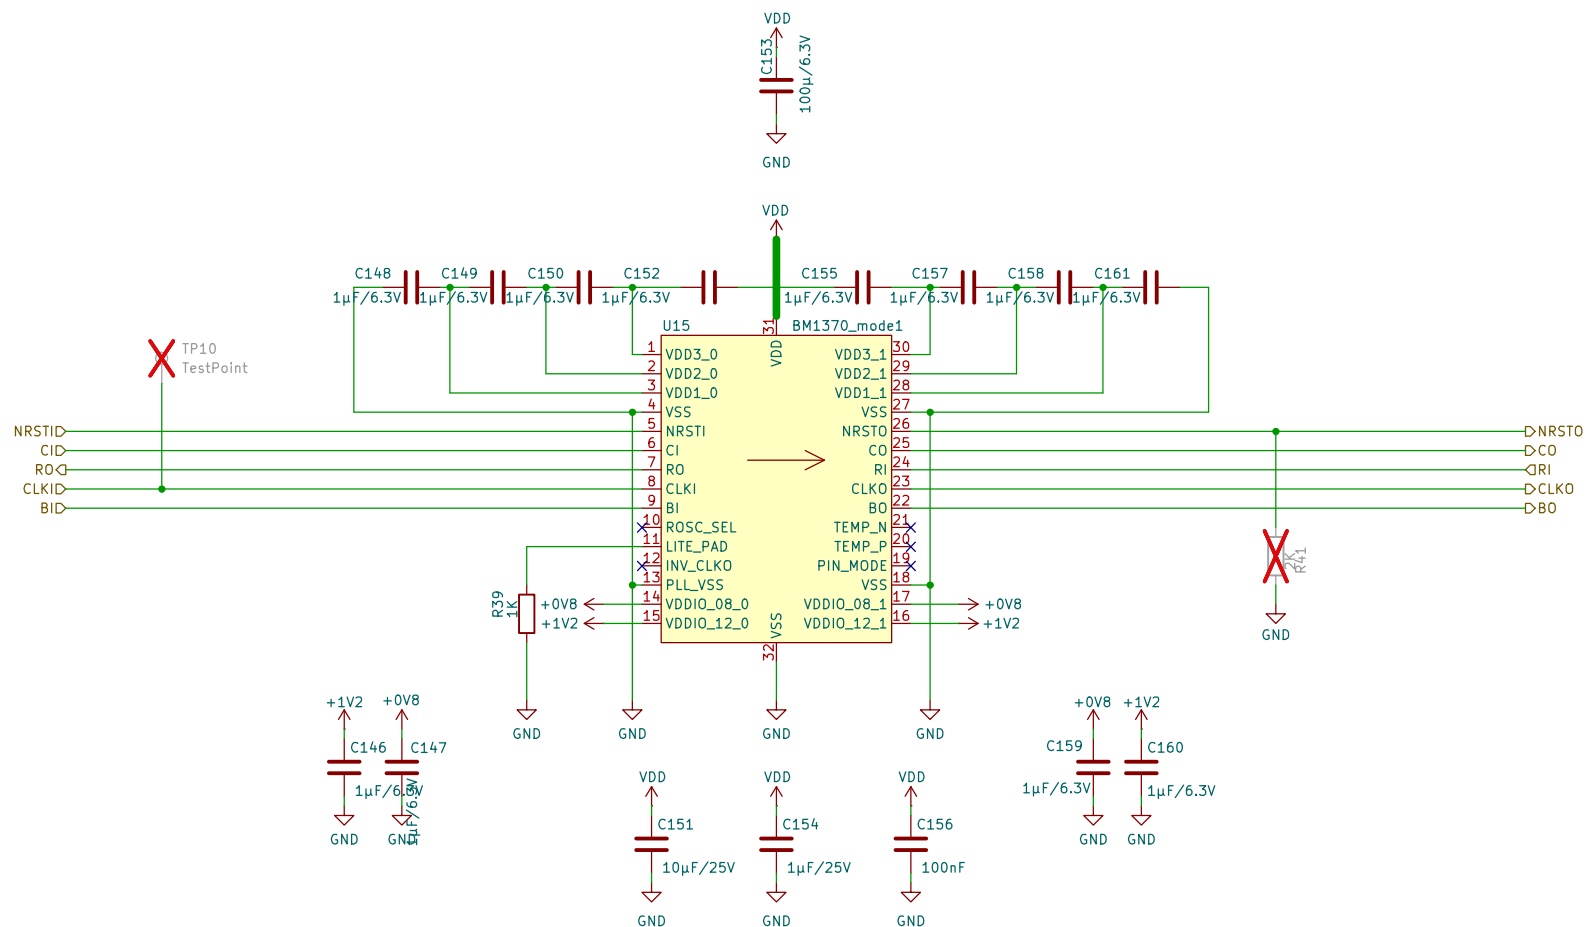 VDD
C153
100µ/6.3V
GND
VDD
C148
C149
C150
C152
C155
C157
C158
C161
1µF/6.3V
1µF/6.3V
1µF/6.3V
1µF/6.3V
1µF/6.3V
1µF/6.3V
1µF/6.3V
1µF/6.3V
U15
31
BM1370_mode1
VDD
TP10
TestPoint
1 VDD3_0
2 VDD2_0
3 VDD1_0
4 VSS
5 NRSTI
6 CI
7 RO
8 CLKI
9 BI
10 ROSC_SEL
11 LITE_PAD
12 INV_CLKO
13 PLL_VSS
14 VDDIO_08_0
15 VDDIO_12_0
VDD3_1 30
VDD2_1 29
VDD1_1 28
VSS 27
NRSTO 26
CO 25
RI 24
CLKO 23
BO 22
TEMP_N 21
TEMP_P 20
PIN_MODE 19
VSS 18
VDDIO_08_1 17
VDDIO_12_1 16
VSS
32
NRSTI
CI
RO
CLKI
BI
NRSTO
CO
RI
CLKO
BO
R39
1K
+0V8
+1V2
+0V8
+1V2
2K
R41
GND
GND
GND
GND
GND
+1V2
C146
1µF/6.3V
GND
+0V8
C147
1µF/6.3V
GND
VDD
C151
10µF/25V
GND
VDD
C154
1µF/25V
GND
VDD
C156
100nF
GND
+0V8
C159
1µF/6.3V
GND
+1V2
C160
1µF/6.3V
GND